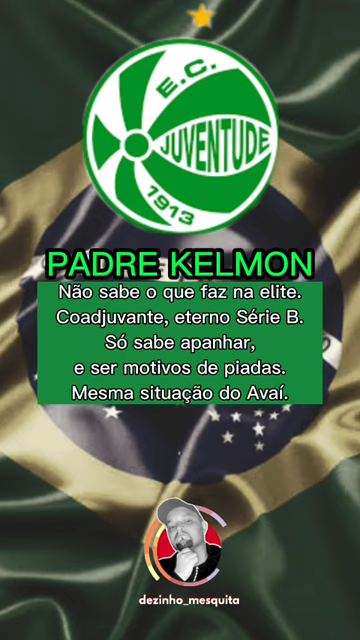 E.C.
JUVENTUDE
1913
PADRE KELMON
Não sabe o que faz na elite.
Coadjuvante, eterno Série B.
Só sabe apanhar,
e ser motivos de piadas.
Mesma situação do Avaí.
dezinho_mesquita